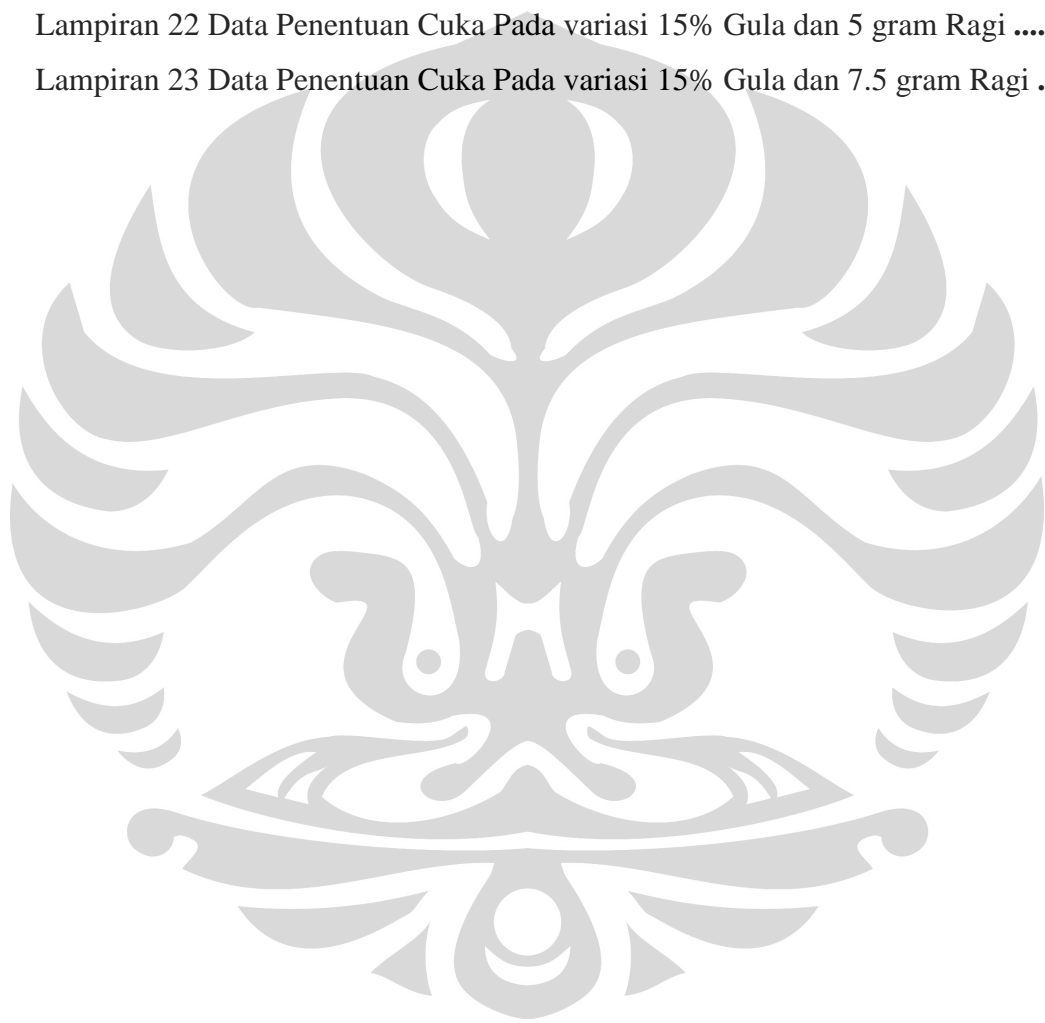 Lampiran 22 Data Penentuan Cuka Pada variasi 15% Gula dan 5 gram Ragi ....
Lampiran 23 Data Penentuan Cuka Pada variasi 15% Gula dan 7.5 gram Ragi .